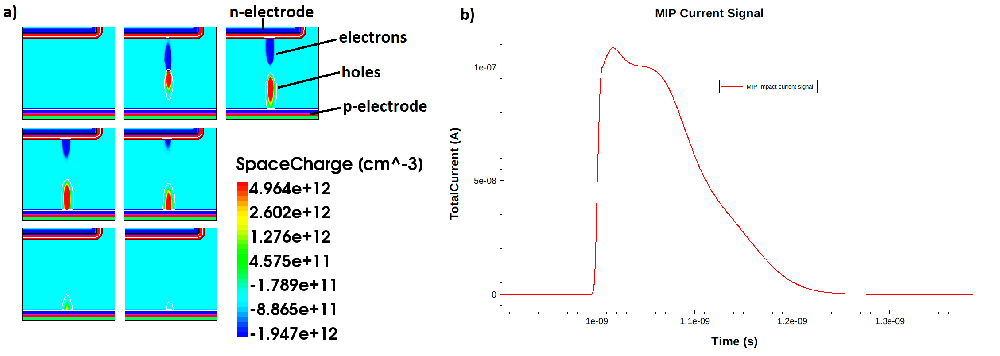 a)
n-electrode
electrons
holes
p-electrode
SpaceCharge (cm^-3)
4.964e+12
2.602e+12
1.276e+12
4.575e+11
-1.789e+11
-8.865e+11
-1.947e+12
b)
MIP Current Signal
TotalCurrent (A)
1e-07
5e-08
0
MIP Impact current signal
1e-09
1.1e-09
1.2e-09
1.3e-09
Time (s)